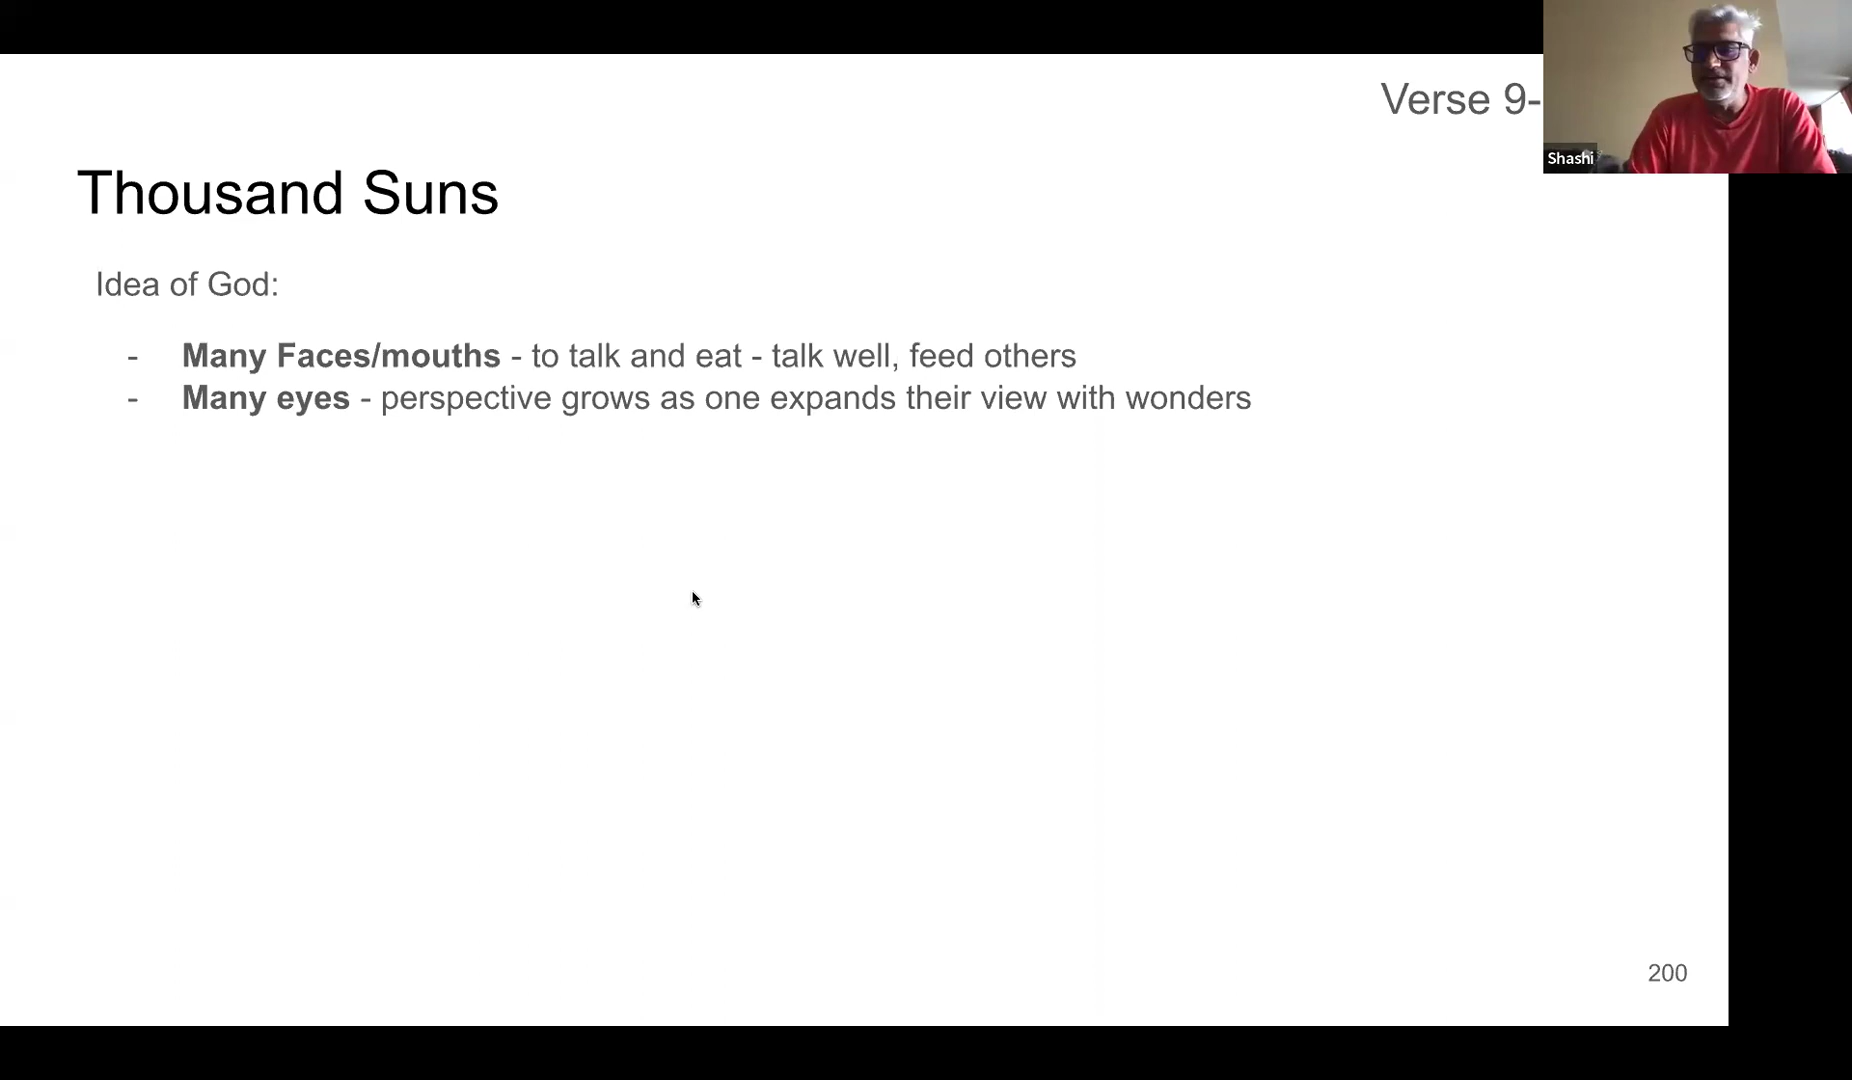 Verse 9-
Shashi
Thousand Suns
Idea of God:
- Many Faces/mouths - to talk and eat - talk well, feed others
- Many eyes - perspective grows as one expands their view with wonders
200